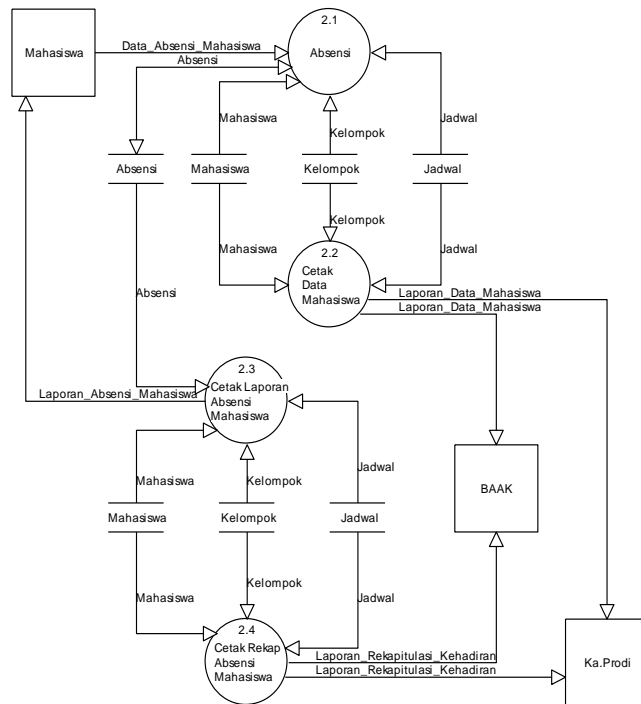 2.1
Mahasiswa
Data_Absensi_Mahasiswa
Absensi
Absensi
Mahasiswa
Jadwal
Kelompok
Absensi
Mahasiswa
Kelompok
Jadwal
Kelompok
Mahasiswa
Jadwal
2.2
Cetak
Data
Mahasiswa
Absensi
Laporan_Data_Mahasiswa
Laporan_Data_Mahasiswa
2.3
Cetak Laporan
Absensi
Mahasiswa
Laporan_Absensi_Mahasiswa
Jadwal
Mahasiswa
Kelompok
BAAK
Mahasiswa
Kelompok
Jadwal
Kelompok
Mahasiswa
Jadwal
2.4
Cetak Rekap
Absensi
Mahasiswa
Laporan_Rekapitulasi_Kehadiran
Laporan_Rekapitulasi_Kehadiran
Ka.Prodi